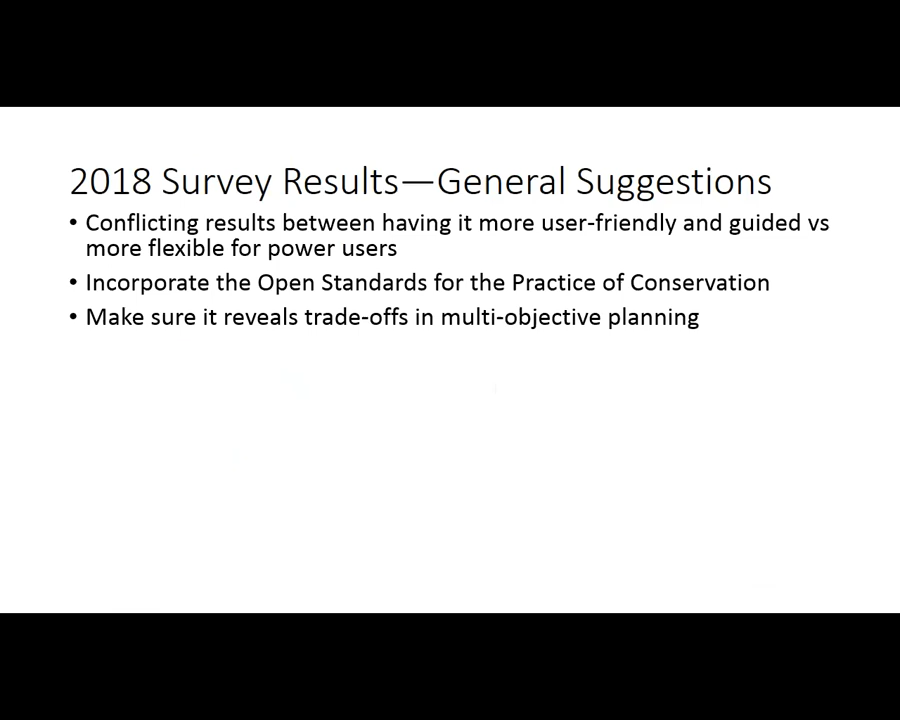 2018 Survey Results—General Suggestions
• Conflicting results between having it more user-friendly and guided vs
more flexible for power users
• Incorporate the Open Standards for the Practice of Conservation
• Make sure it reveals trade-offs in multi-objective planning